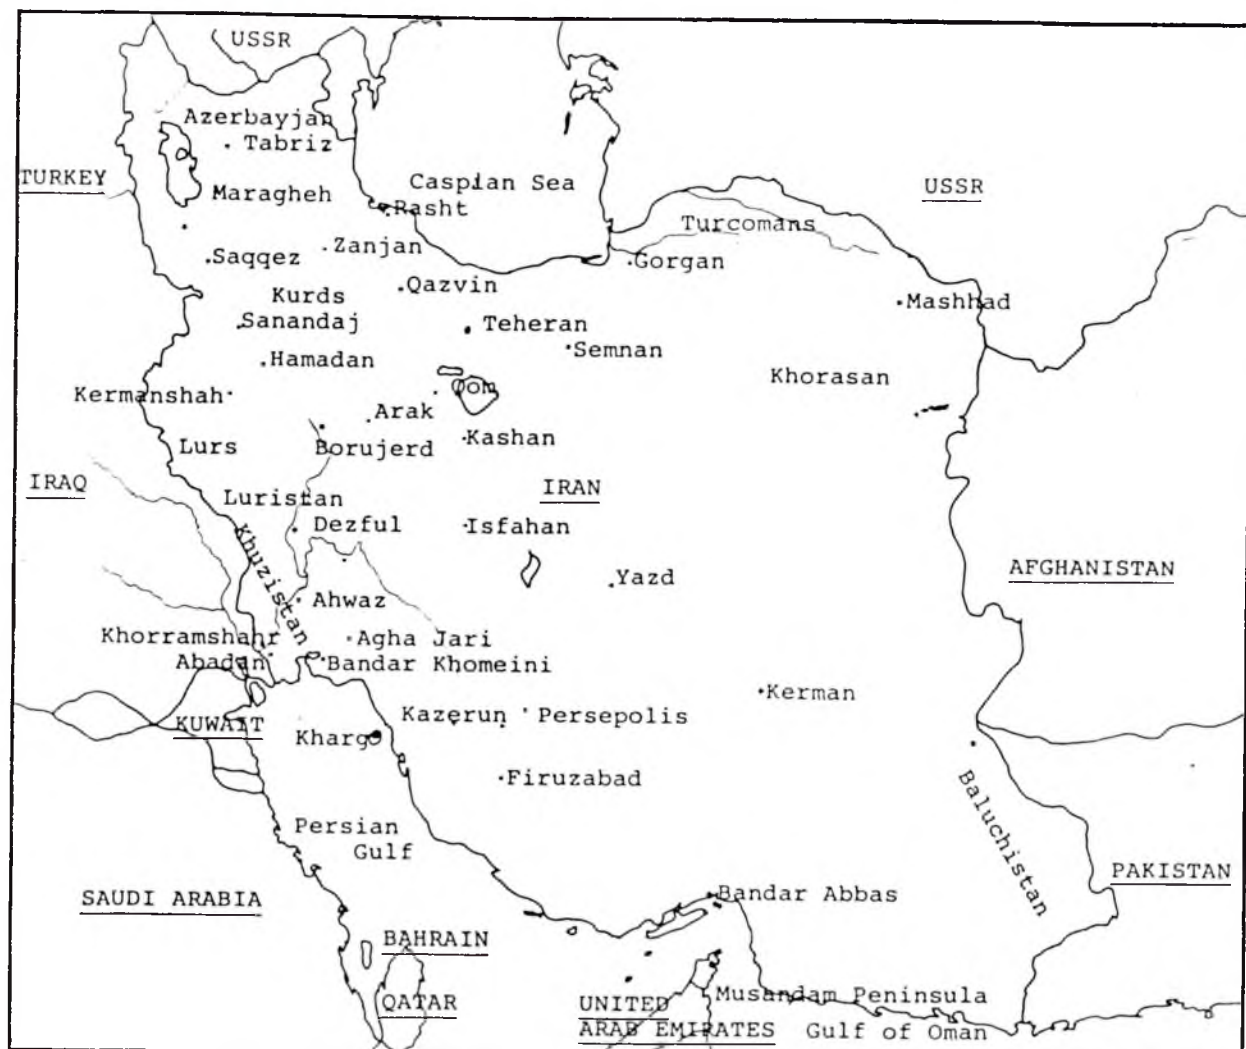 USSR
Azerbayjan
Tabriz
TURKEY
Maragheh
Caspian Sea
USSR
Rasht
Turcomans
Zanjan
Saqqez
Gorgan
Qazvin
Kurds
Mashhad
Sanandaj
Teheran
Semnan
Hamadan
Khorasan
Kermanshah
Qom
Arak
Lurs
Borujerd
Kashan
IRAQ
IRAN
Luristan
Dezful
Isfahan
Khuzistan
AFGHANISTAN
Yazd
Ahwaz
Khorramshahr
Agha Jari
Abadan
Bandar Khomeini
Kerman
KUWAIT
Kazerun
Persepolis
Kharg
Firuzabad
Baluchistan
Persian
Gulf
PAKISTAN
SAUDI ARABIA
Bandar Abbas
BAHRAIN
QATAR
UNITED
ARAB EMIRATES
Musandam Peninsula
Gulf of Oman